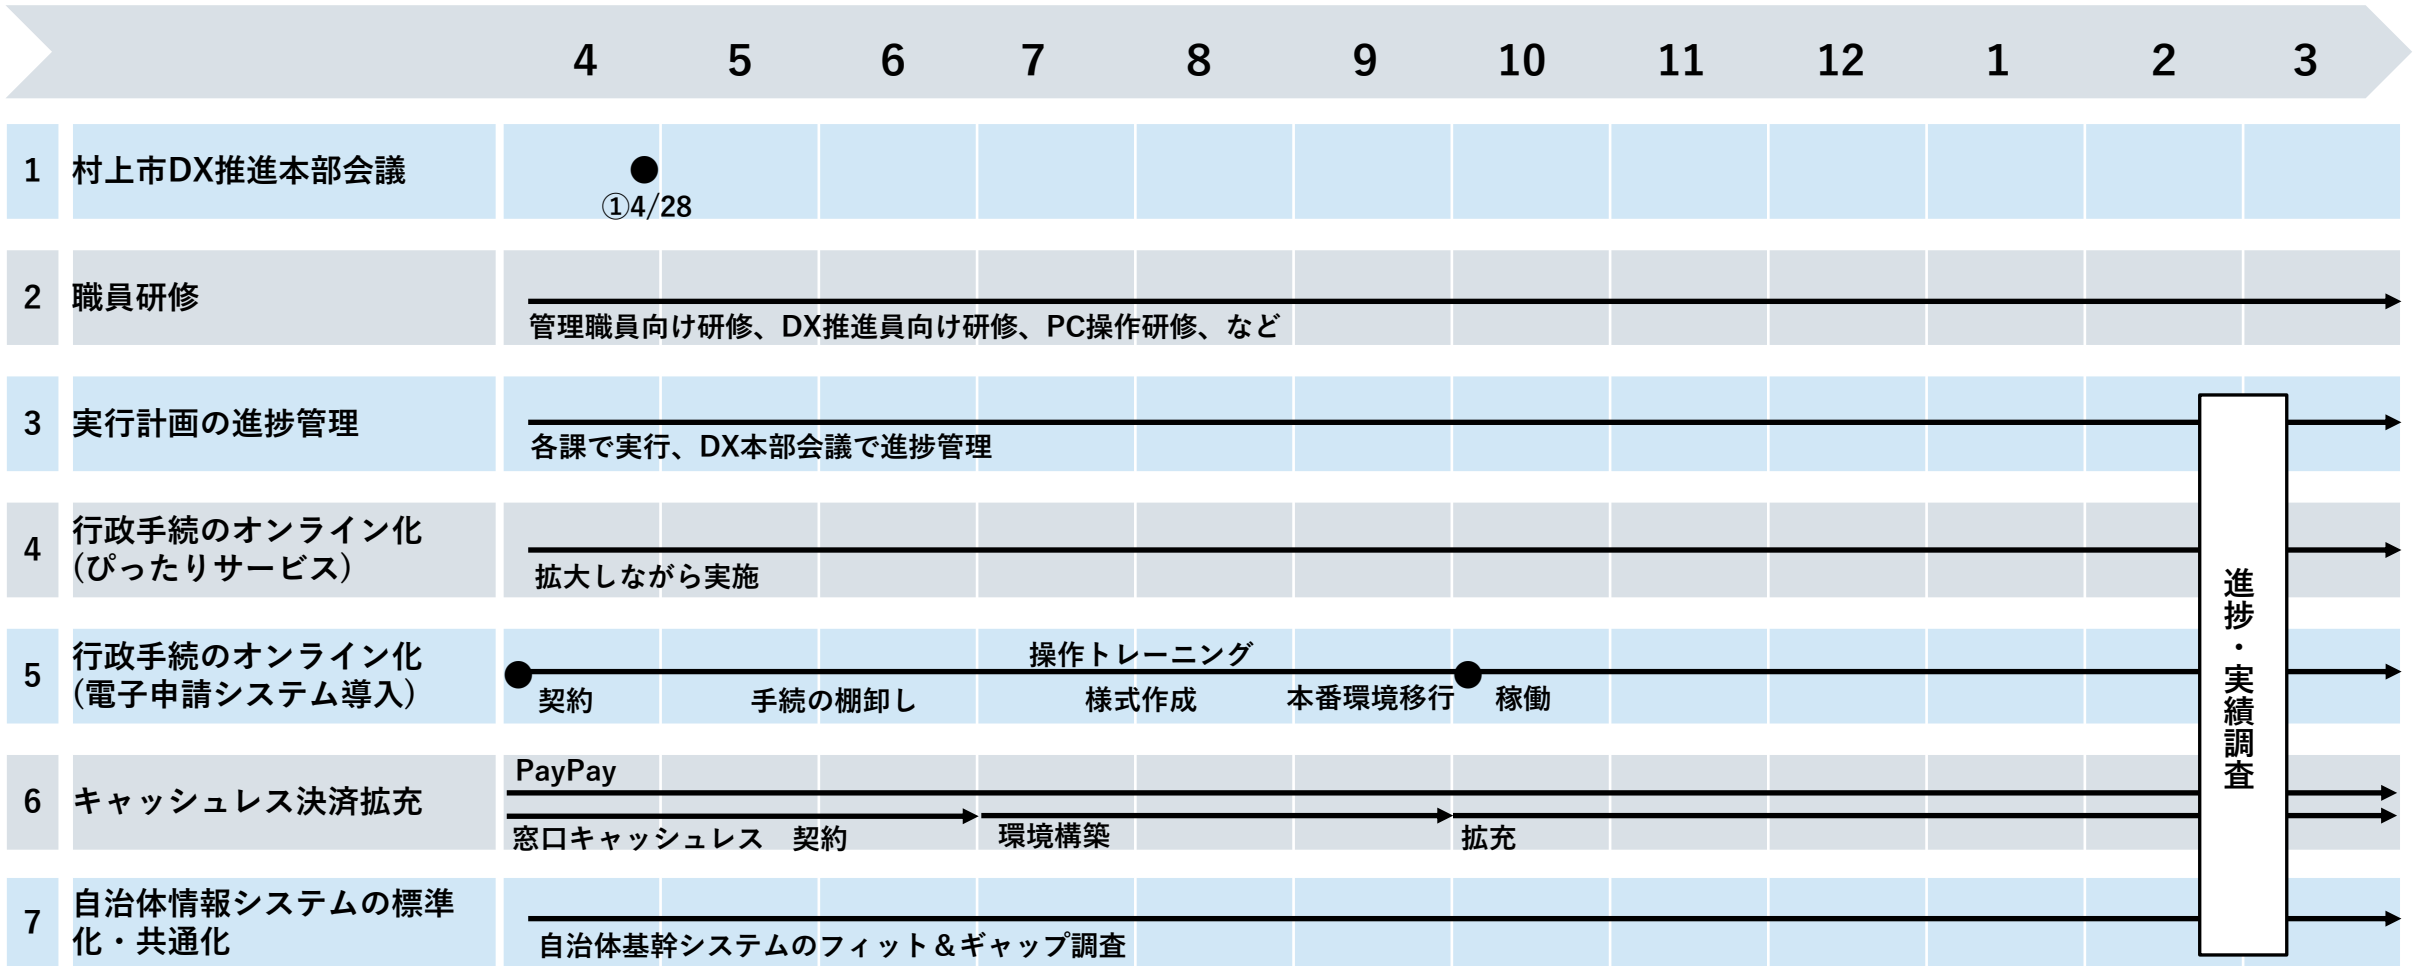 4 5 6 7 8 9 10 11 12 1 2 3
1 村上市DX推進本部会議
①4/28
2 職員研修
管理職員向け研修、DX推進員向け研修、PC操作研修、など
3 実行計画の進捗管理
各課で実行、DX本部会議で進捗管理
4 行政手続のオンライン化
(ぴったりサービス)
拡大しながら実施
5 行政手続のオンライン化
(電子申請システム導入)
操作トレーニング
契約 手続の棚卸し 様式作成 本番環境移行 稼働
6 キャッシュレス決済拡充
PayPay
窓口キャッシュレス 契約 環境構築 拡充
7 自治体情報システムの標準
化・共通化
自治体基幹システムのフィット＆ギャップ調査
進捗・実績調査